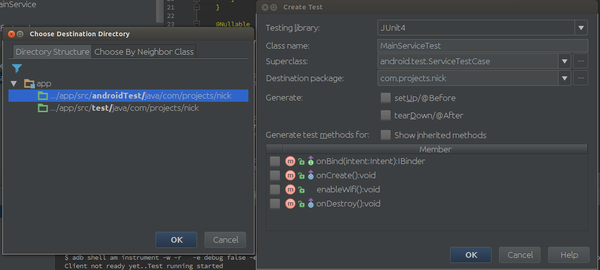 MainService
23
24
}
}
@Nullable
Choose Destination Directory
Directory Structure
Choose By Neighbor Class
app
.../app/src/androidTest/java/com/projects/nick
.../app/src/test/java/com/projects/nick
OK
Cancel
$ adb shell am instrument -w -r -e debug false -e
Client not ready yet..Test running started
Create Test
Testing library:
JUnit4
Class name:
MainServiceTest
Superclass:
android.test.ServiceTestCase
Destination package:
com.projects.nick
Generate:
setUp/@Before
tearDown/@After
Generate test methods for:
Show inherited methods
Member
onBind(intent:Intent):IBinder
onCreate():void
enableWifi():void
onDestroy():void
OK
Cancel
Help